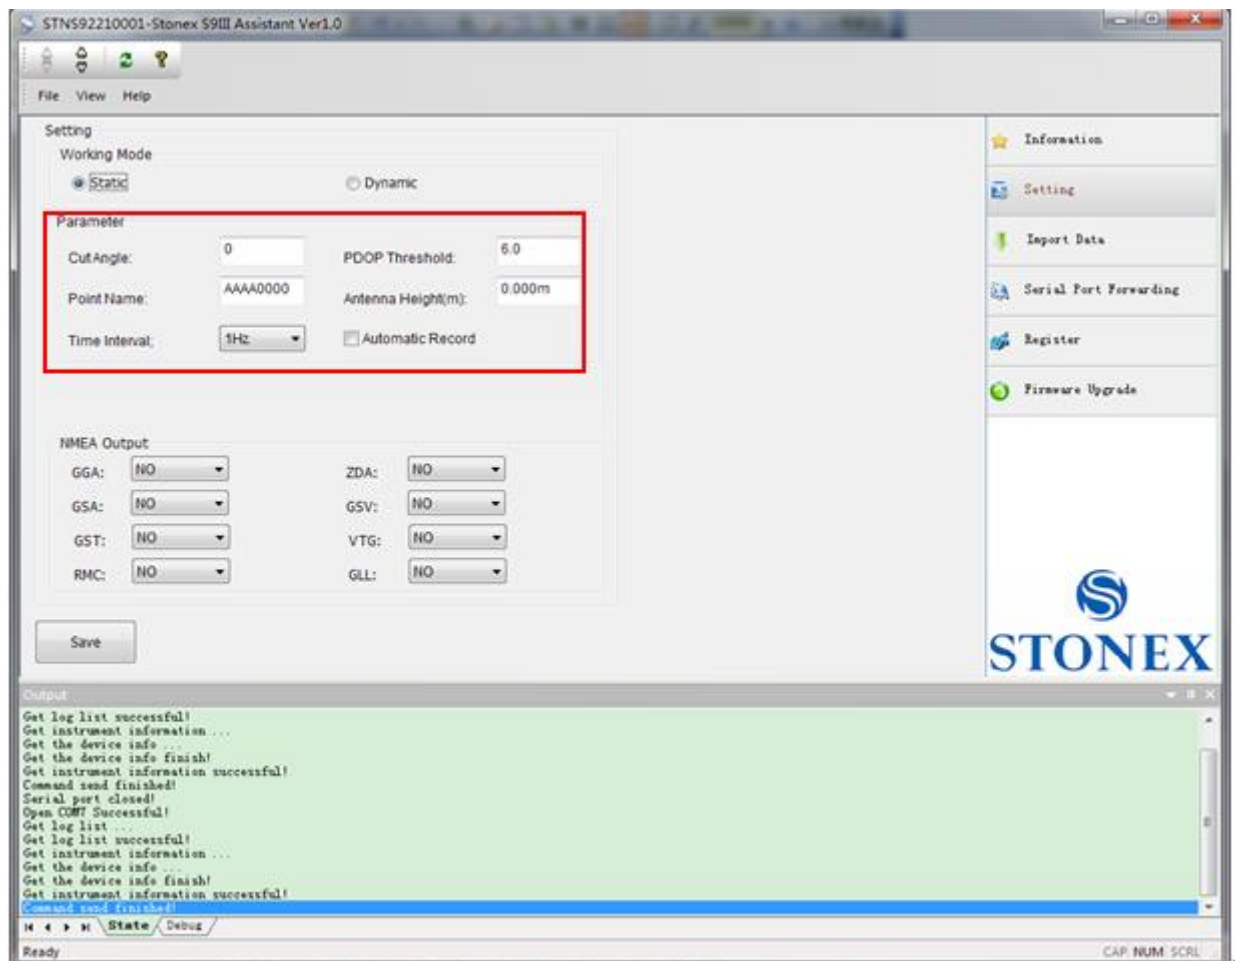 STNS92210001-Stonex S9III Assistant Ver1.0
File View Help
Setting
Working Mode
Static Dynamic
Parameter
Cut Angle: 0 PDOP Threshold: 6.0
Point Name: AAAA0000 Antenna Height(m): 0.000m
Time Interval: 1Hz Automatic Record
NMEA Output
GGA: NO ZDA: NO
GSA: NO GSV: NO
GST: NO VTG: NO
RMC: NO GLL: NO
Save
Information
Setting
Import Data
Serial Port Forwarding
Register
Firmware Upgrade
STONEX
Output
Get log list successful!
Get instrument information ...
Get the device info ...
Get the device info finish!
Get instrument information successful!
Command send finished!
Serial port closed!
Open COM7 Successful!
Get log list ...
Get log list successful!
Get instrument information ...
Get the device info ...
Get the device info finish!
Get instrument information successful!
Command send finished!
State Debug
Ready CAP NUM SCRL